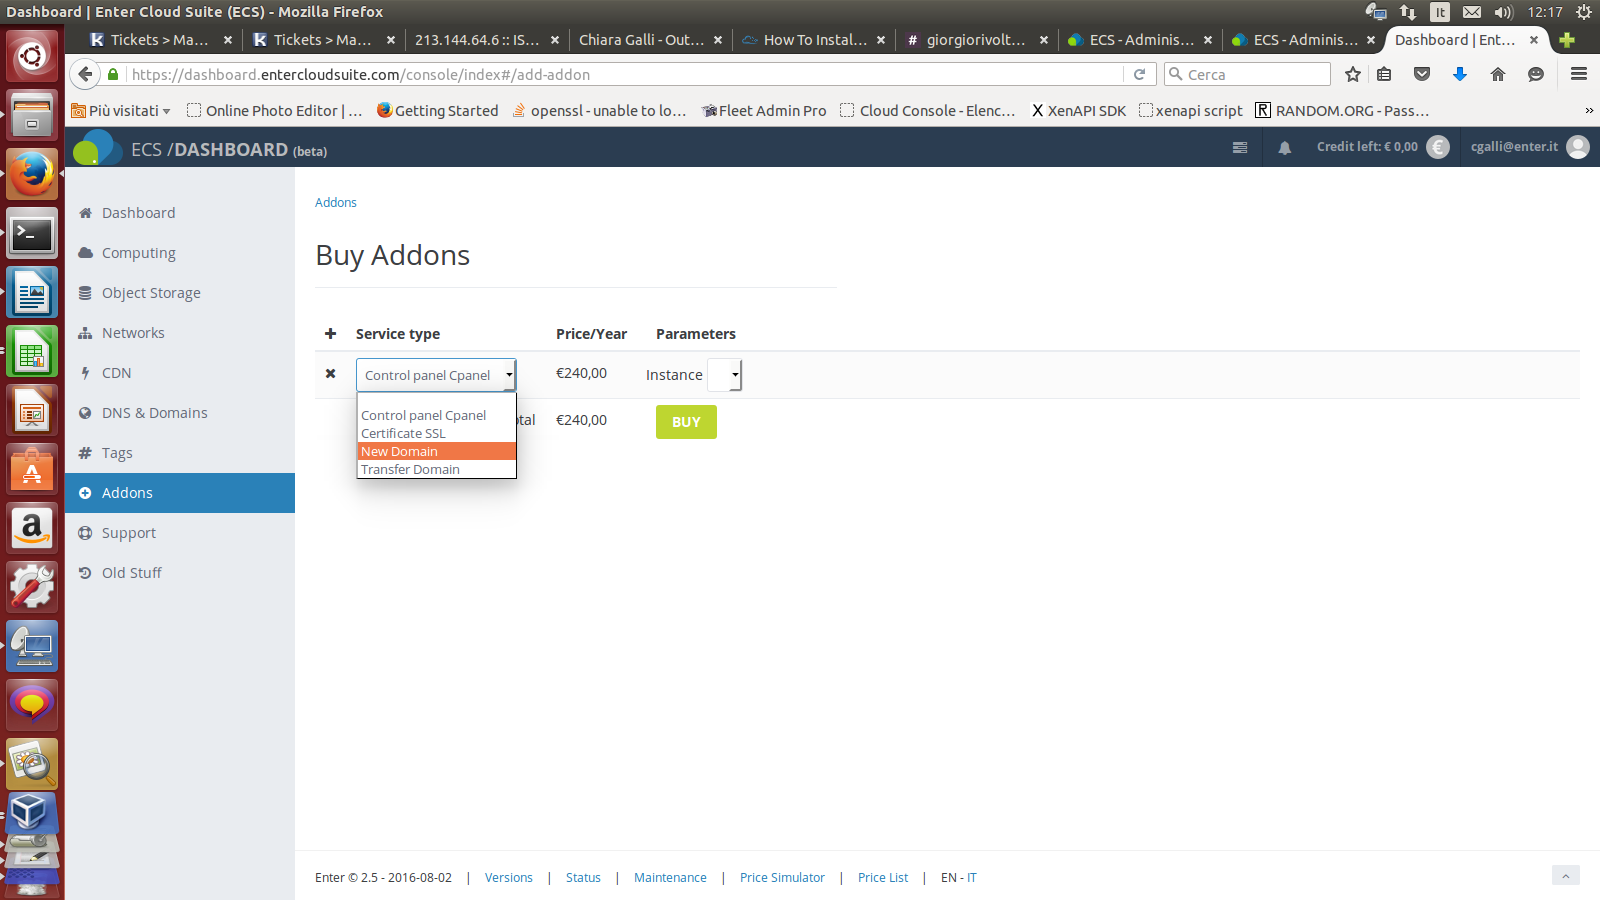 Dashboard | Enter Cloud Suite (ECS) - Mozilla Firefox
It
12:17
Tickets > Ma...
Tickets > Ma...
213.144.64.6 :: IS...
Chiara Galli - Out...
How To Instal...
giorgiorivolt...
ECS - Adminis...
ECS - Adminis...
Dashboard | Ent...
https://dashboard.entercloudsuite.com/console/index#/add-addon
Cerca
Più visitati
Online Photo Editor | ...
Getting Started
openssl - unable to lo...
Fleet Admin Pro
Cloud Console - Elenc...
X XenAPI SDK
xenapi script
R RANDOM.ORG - Pass...
»
ECS /DASHBOARD (beta)
Credit left: € 0,00
€
cgalli@enter.it
Dashboard
Computing
Object Storage
Networks
CDN
DNS & Domains
Tags
Addons
Support
Old Stuff
Addons
Buy Addons
Service type
Price/Year
Parameters
Control panel Cpanel
€240,00
Instance
Control panel Cpanel
Certificate SSL
New Domain
Transfer Domain
otal
€240,00
BUY
Enter © 2.5 - 2016-08-02 | Versions | Status | Maintenance | Price Simulator | Price List | EN - IT